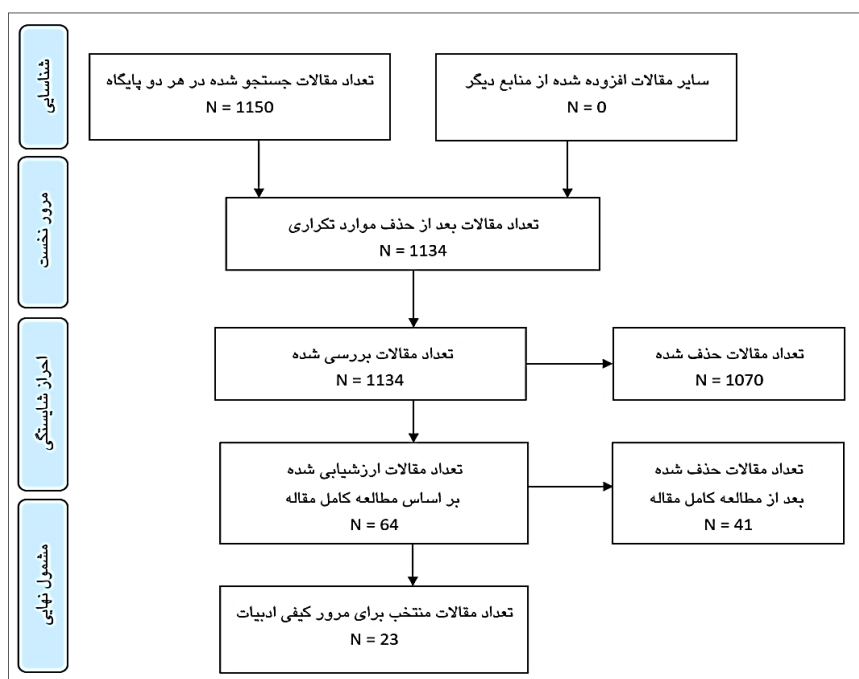 شناسایی
تعداد مقالات جستجو شده در هر دو پایگاه
N = 1150
سایر مقالات افزوده شده از منابع دیگر
N = 0
مرور نخست
تعداد مقالات بعد از حذف موارد تکراری
N = 1134
احراز شایستگی
تعداد مقالات بررسی شده
N = 1134
تعداد مقالات حذف شده
N = 1070
تعداد مقالات ارزشیابی شده
بر اساس مطالعه کامل مقاله
N = 64
تعداد مقالات حذف شده
بعد از مطالعه کامل مقاله
N = 41
مشمول نهایی
تعداد مقالات منتخب برای مرور کیفی ادبیات
N = 23